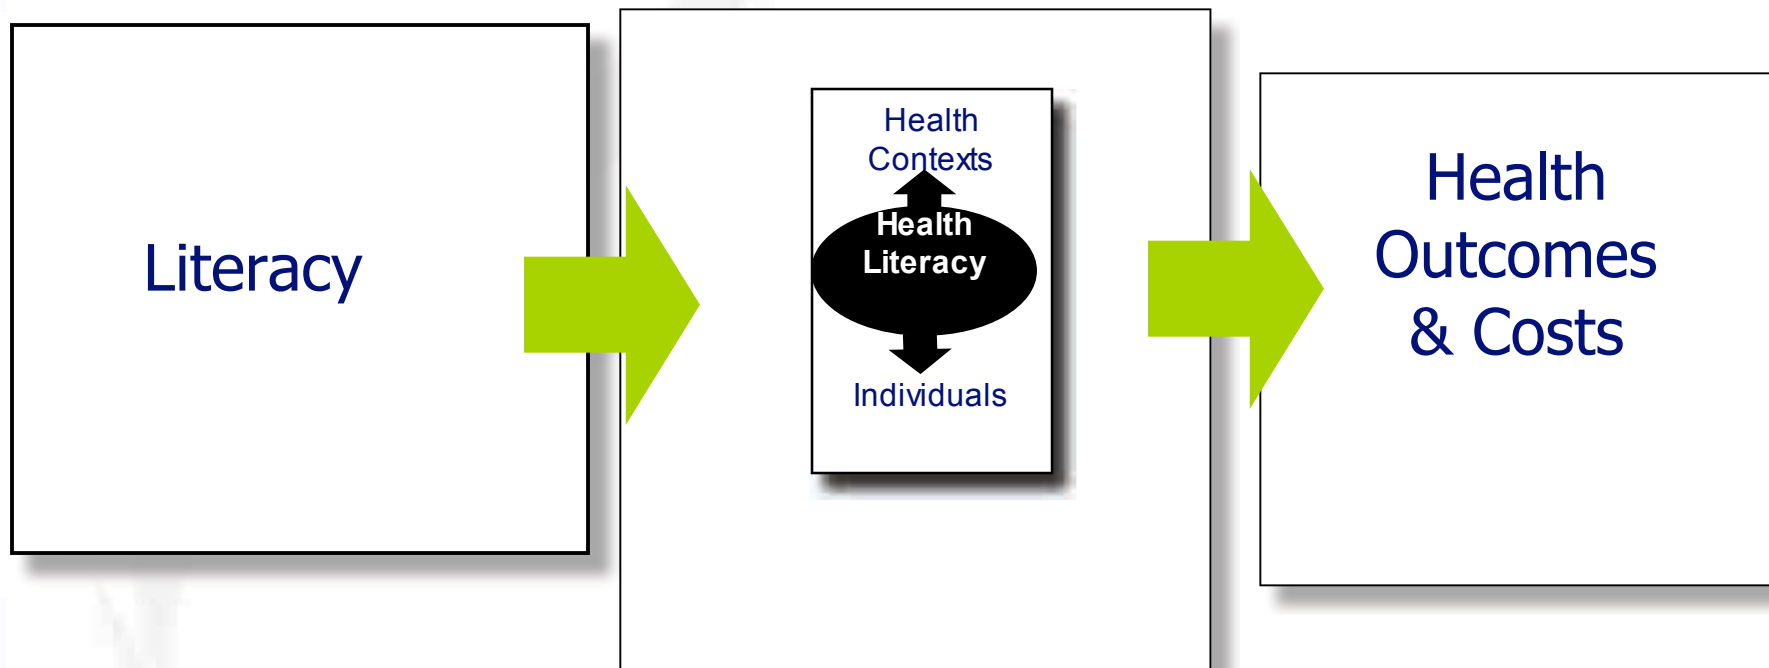 Literacy
Health
Contexts
Health
Literacy
Individuals
Health
Outcomes
& Costs